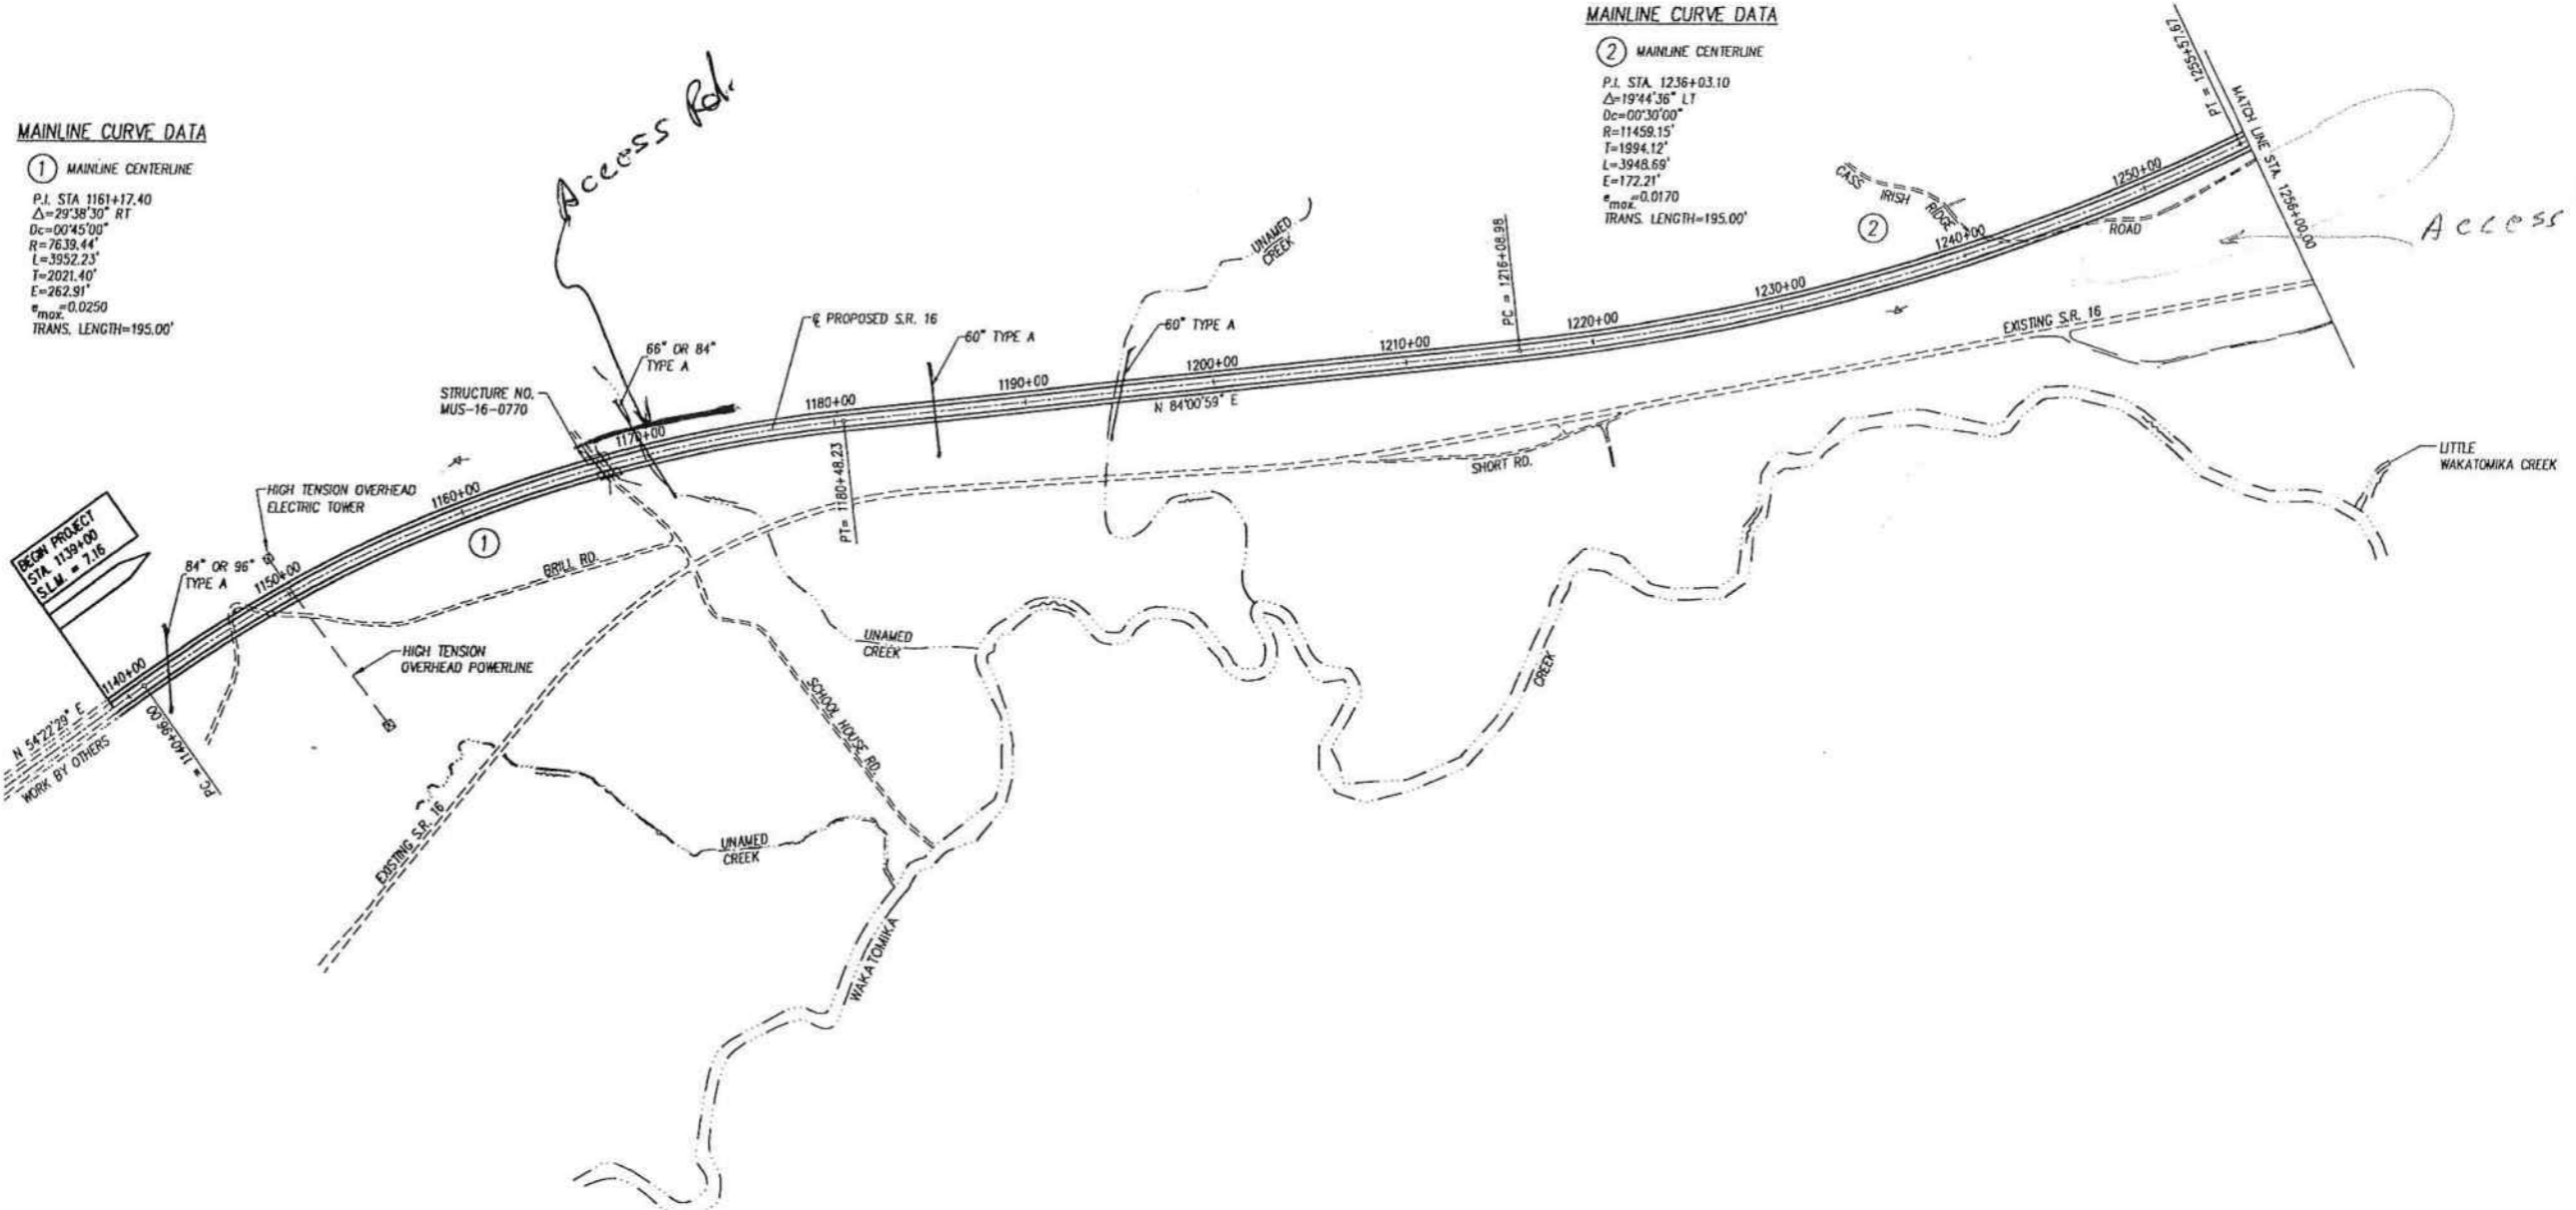 MAINLINE CURVE DATA
1 MAINLINE CENTERLINE
P.I. STA 1161+17.40
Δ=29°38'30" RT
Dc=00°45'00"
R=7639.44'
L=3952.23'
T=2021.40'
E=262.91'
emax.=0.0250
TRANS. LENGTH=195.00'
Access Rd.
MAINLINE CURVE DATA
2 MAINLINE CENTERLINE
P.I. STA. 1236+03.10
Δ=19°44'36" LT
Dc=00°30'00"
R=11459.15'
T=1994.12'
L=3948.69'
E=172.21'
emax.=0.0170
TRANS. LENGTH=195.00'
PT = 1255+57.67
MATCH LINE STA. 1256+00.00
Access
CASS IRISH RIDGE
ROAD
2
1250+00
1240+00
1230+00
1220+00
PC = 1216+08.98
1210+00
1200+00
1190+00
1180+00
1170+00
1160+00
1150+00
1140+00
UNAMED
CREEK
60" TYPE A
60" TYPE A
℄ PROPOSED S.R. 16
66" OR 84"
TYPE A
STRUCTURE NO.
MUS-16-0770
N 84°00'59" E
EXISTING S.R. 16
SHORT RD.
LITTLE
WAKATOMIKA CREEK
PT= 1180+48.23
HIGH TENSION OVERHEAD
ELECTRIC TOWER
1
BEGIN PROJECT
STA. 1139+00
S.L.M. = 7.16
84" OR 96"
TYPE A
BRILL RD.
HIGH TENSION
OVERHEAD POWERLINE
UNAMED
CREEK
CREEK
SCHOOL HOUSE RD.
N 54°22'29" E
WORK BY OTHERS
PC = 1140+96.00
EXISTING S.R. 16
UNAMED
CREEK
WAKATOMIKA